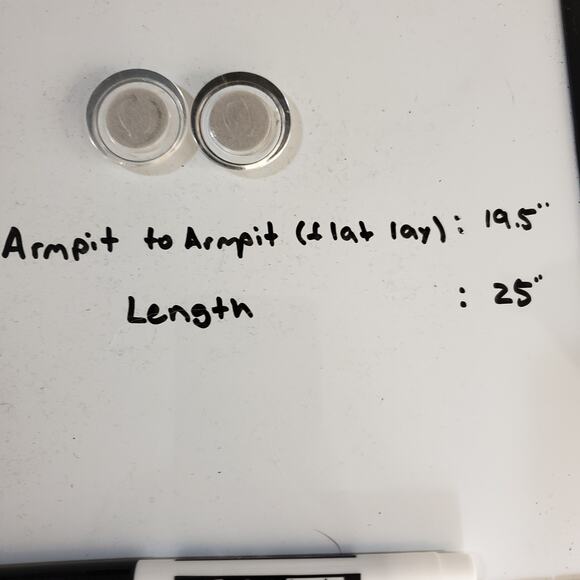 Armpit to Armpit (flat lay): 19.5"
Length : 25"